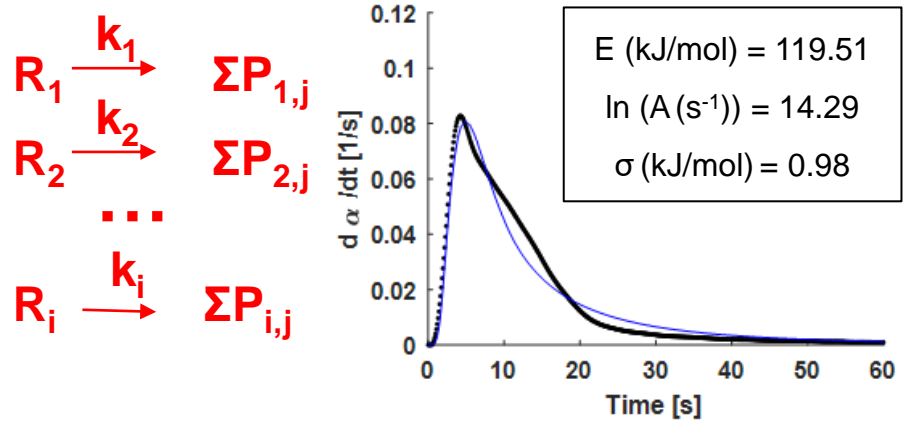 R₁ k₁ ΣP₁,ⱼ
R₂ k₂ ΣP₂,ⱼ
...
Rᵢ kᵢ ΣPᵢ,ⱼ
d α /dt [1/s]
0.12
0.1
0.08
0.06
0.04
0.02
0
0 10 20 30 40 50 60
Time [s]
E (kJ/mol) = 119.51
ln (A (s⁻¹)) = 14.29
σ (kJ/mol) = 0.98